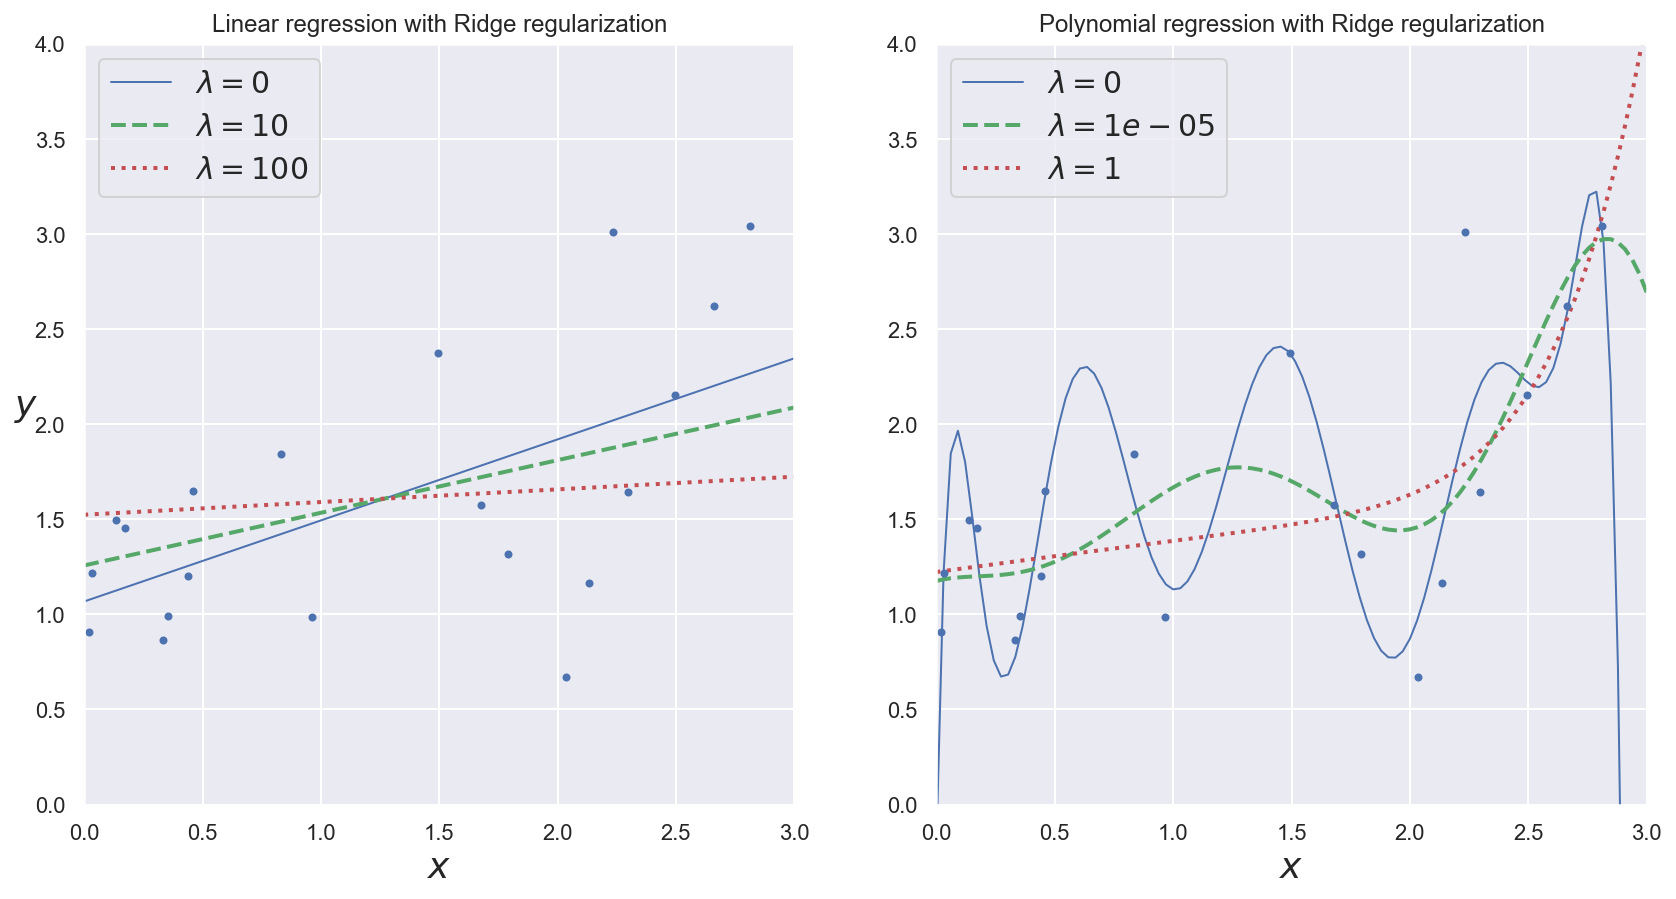 Linear regression with Ridge regularization
4.0
3.5
3.0
2.5
2.0
1.5
1.0
0.5
0.0
y
λ = 0
λ = 10
λ = 100
0.0 0.5 1.0 1.5 2.0 2.5 3.0
x
Polynomial regression with Ridge regularization
4.0
3.5
3.0
2.5
2.0
1.5
1.0
0.5
0.0
λ = 0
λ = 1e − 05
λ = 1
0.0 0.5 1.0 1.5 2.0 2.5 3.0
x